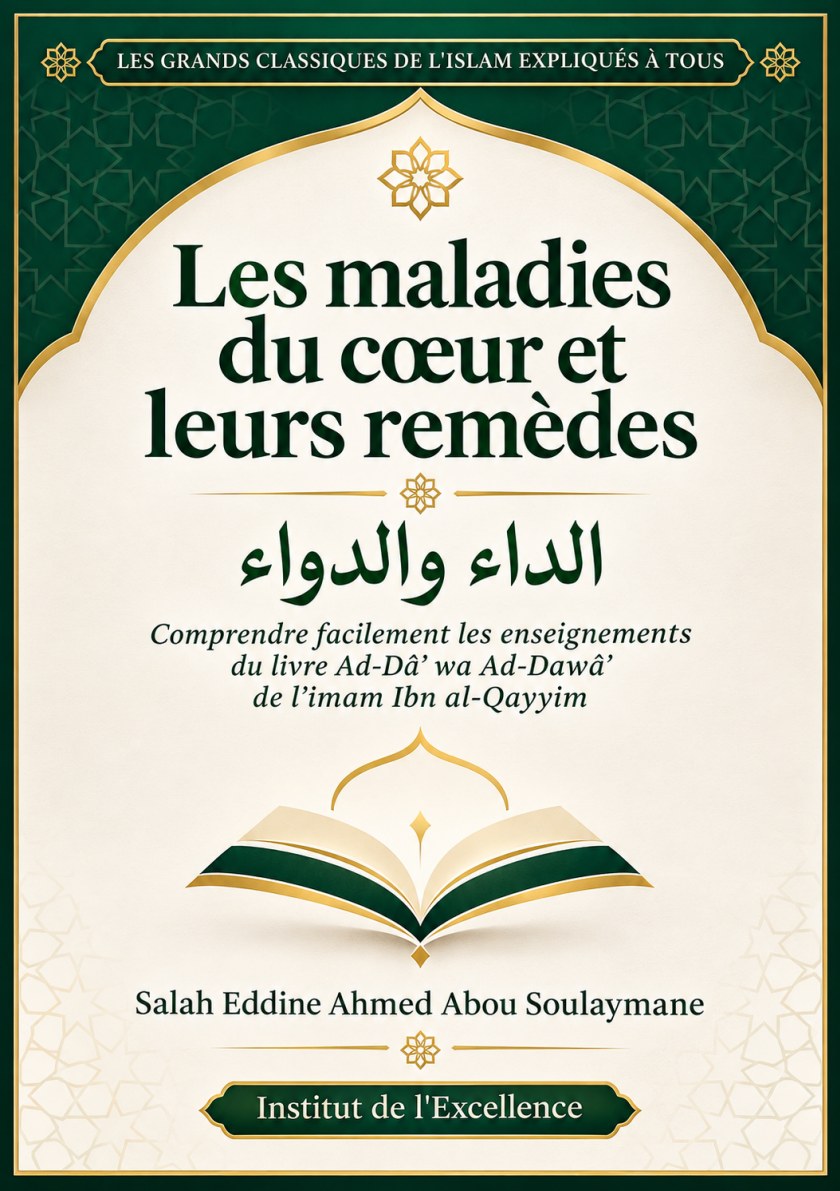 LES GRANDS CLASSIQUES DE L'ISLAM EXPLIQUÉS À TOUS
Les maladies
du cœur et
leurs remèdes
الداء والدواء
Comprendre facilement les enseignements
du livre Ad-Dâ’ wa Ad-Dawâ’
de l’imam Ibn al-Qayyim
Salah Eddine Ahmed Abou Soulaymane
Institut de l'Excellence